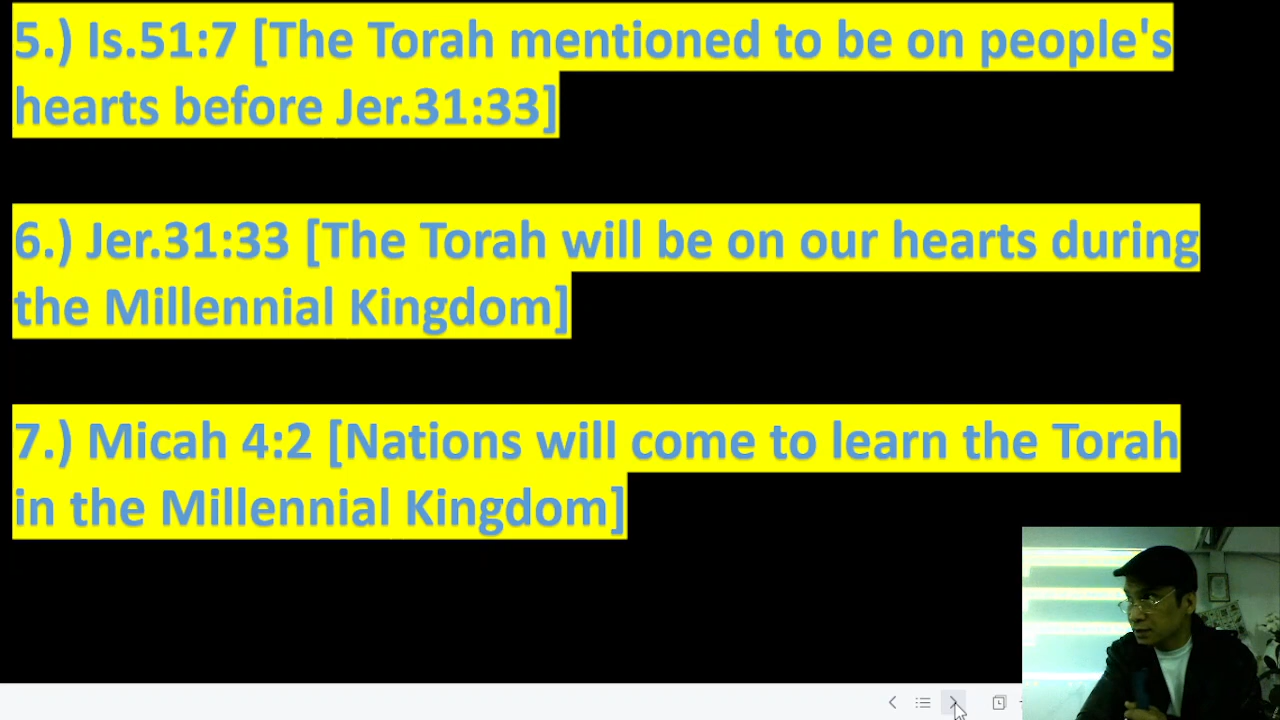 5.) Is.51:7 [The Torah mentioned to be on people's
hearts before Jer.31:33]
6.) Jer.31:33 [The Torah will be on our hearts during
the Millennial Kingdom]
7.) Micah 4:2 [Nations will come to learn the Torah
in the Millennial Kingdom]